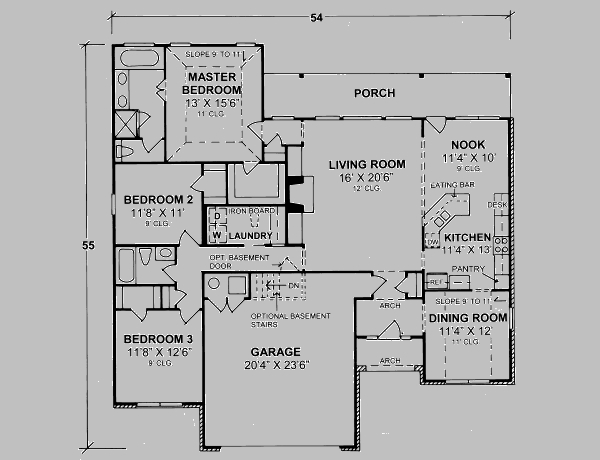 54
SLOPE 9 TO 11
MASTER
BEDROOM
13' X 15'6"
11' CLG.
PORCH
NOOK
11'4" X 10'
9' CLG.
LIVING ROOM
16' X 20'6"
12' CLG.
EATING BAR
DESK
BEDROOM 2
11'8" X 11'
9' CLG.
IRON BOARD
D
W
LAUNDRY
DW
KITCHEN
11'4" X 13'
55
OPT. BASEMENT
DOOR
PANTRY
REF
DN
ARCH
SLOPE 9 TO 11
OPTIONAL BASEMENT
STAIRS
DINING ROOM
11'4" X 12'
11' CLG.
BEDROOM 3
11'8" X 12'6"
9' CLG.
GARAGE
20'4" X 23'6"
ARCH